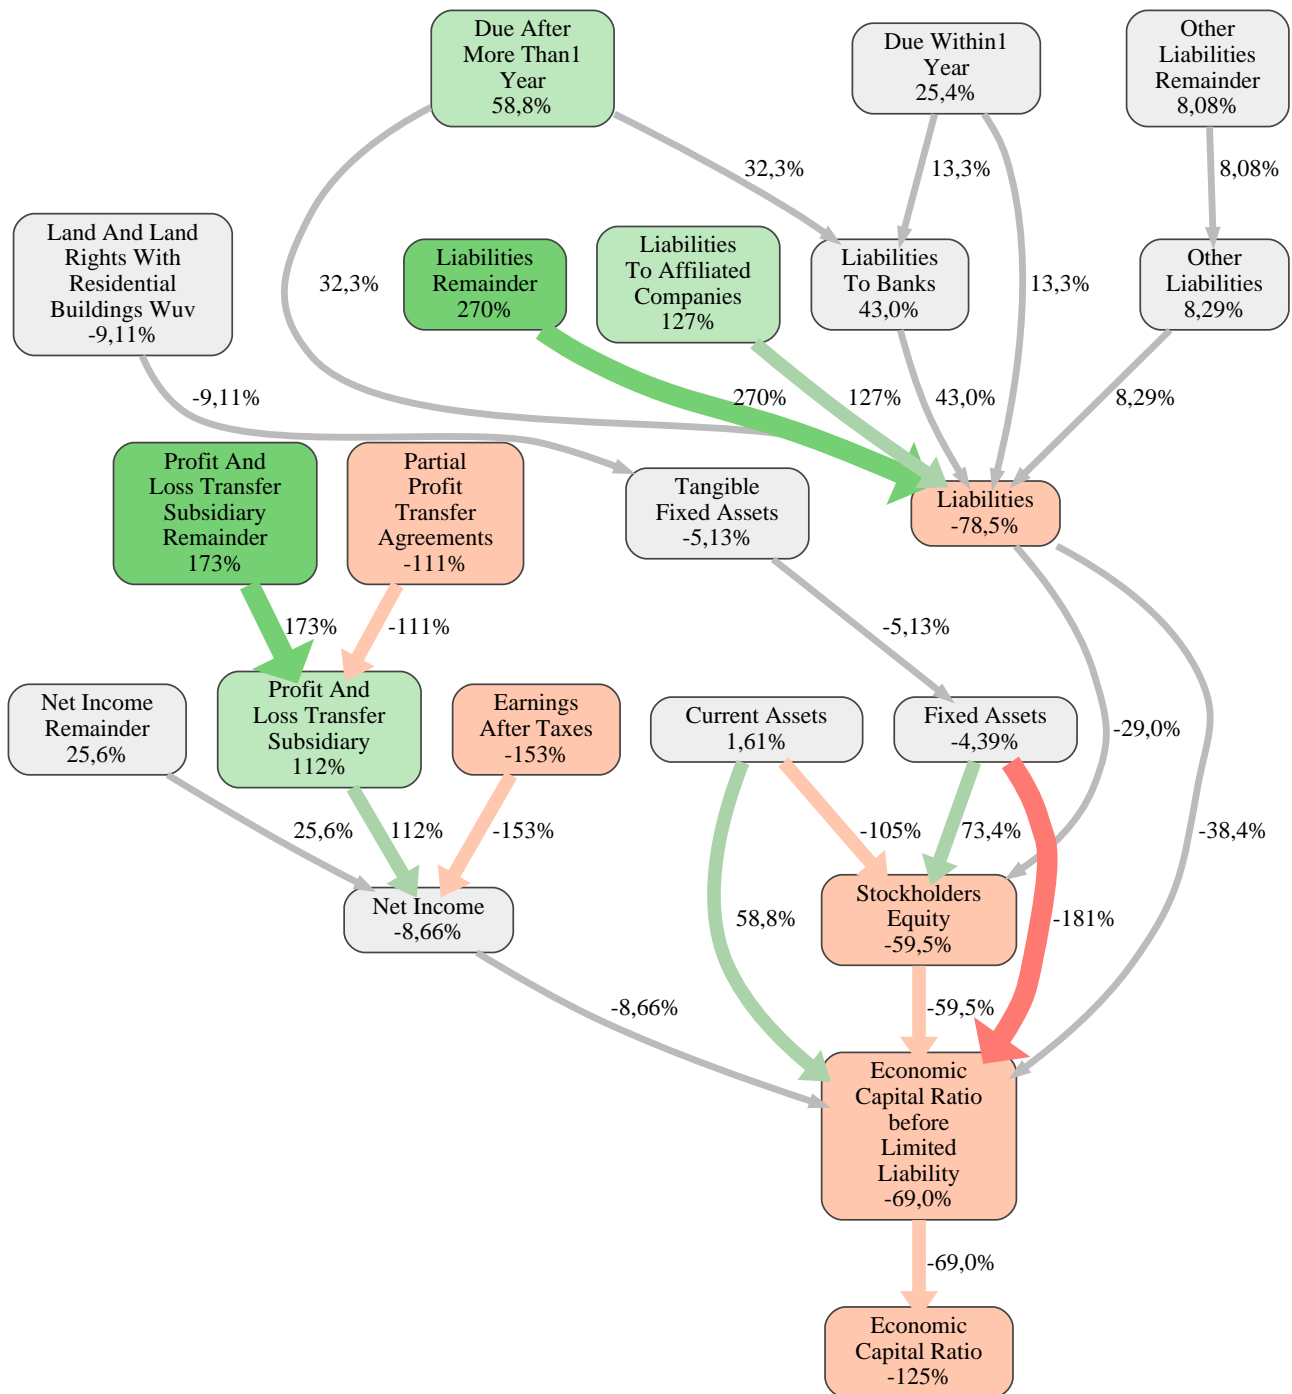 Due After
More Than1
Year
58,8%
Due Within1
Year
25,4%
Other
Liabilities
Remainder
8,08%
32,3%
13,3%
8,08%
Land And Land
Rights With
Residential
Buildings Wuv
-9,11%
32,3%
Liabilities
Remainder
270%
Liabilities
To Affiliated
Companies
127%
Liabilities
To Banks
43,0%
13,3%
Other
Liabilities
8,29%
-9,11%
270%
127%
43,0%
8,29%
Profit And
Loss Transfer
Subsidiary
Remainder
173%
Partial
Profit
Transfer
Agreements
-111%
Tangible
Fixed Assets
-5,13%
Liabilities
-78,5%
173%
-111%
-5,13%
Net Income
Remainder
25,6%
Profit And
Loss Transfer
Subsidiary
112%
Earnings
After Taxes
-153%
Current Assets
1,61%
Fixed Assets
-4,39%
-29,0%
25,6%
112%
-153%
-105%
73,4%
-38,4%
Net Income
-8,66%
58,8%
Stockholders
Equity
-59,5%
-181%
-8,66%
-59,5%
Economic
Capital Ratio
before
Limited
Liability
-69,0%
-69,0%
Economic
Capital Ratio
-125%